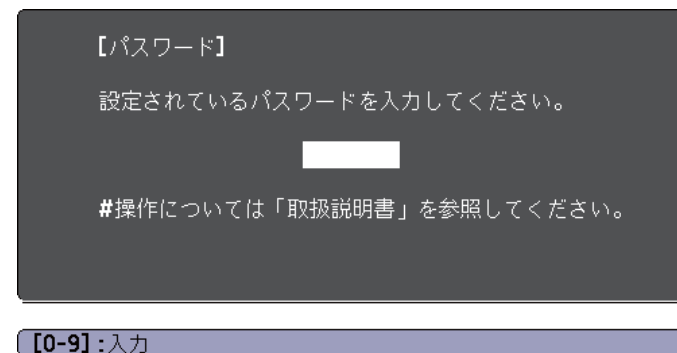 【パスワード】
設定されているパスワードを入力してください。
#操作については「取扱説明書」を参照してください。
[0-9]:入力